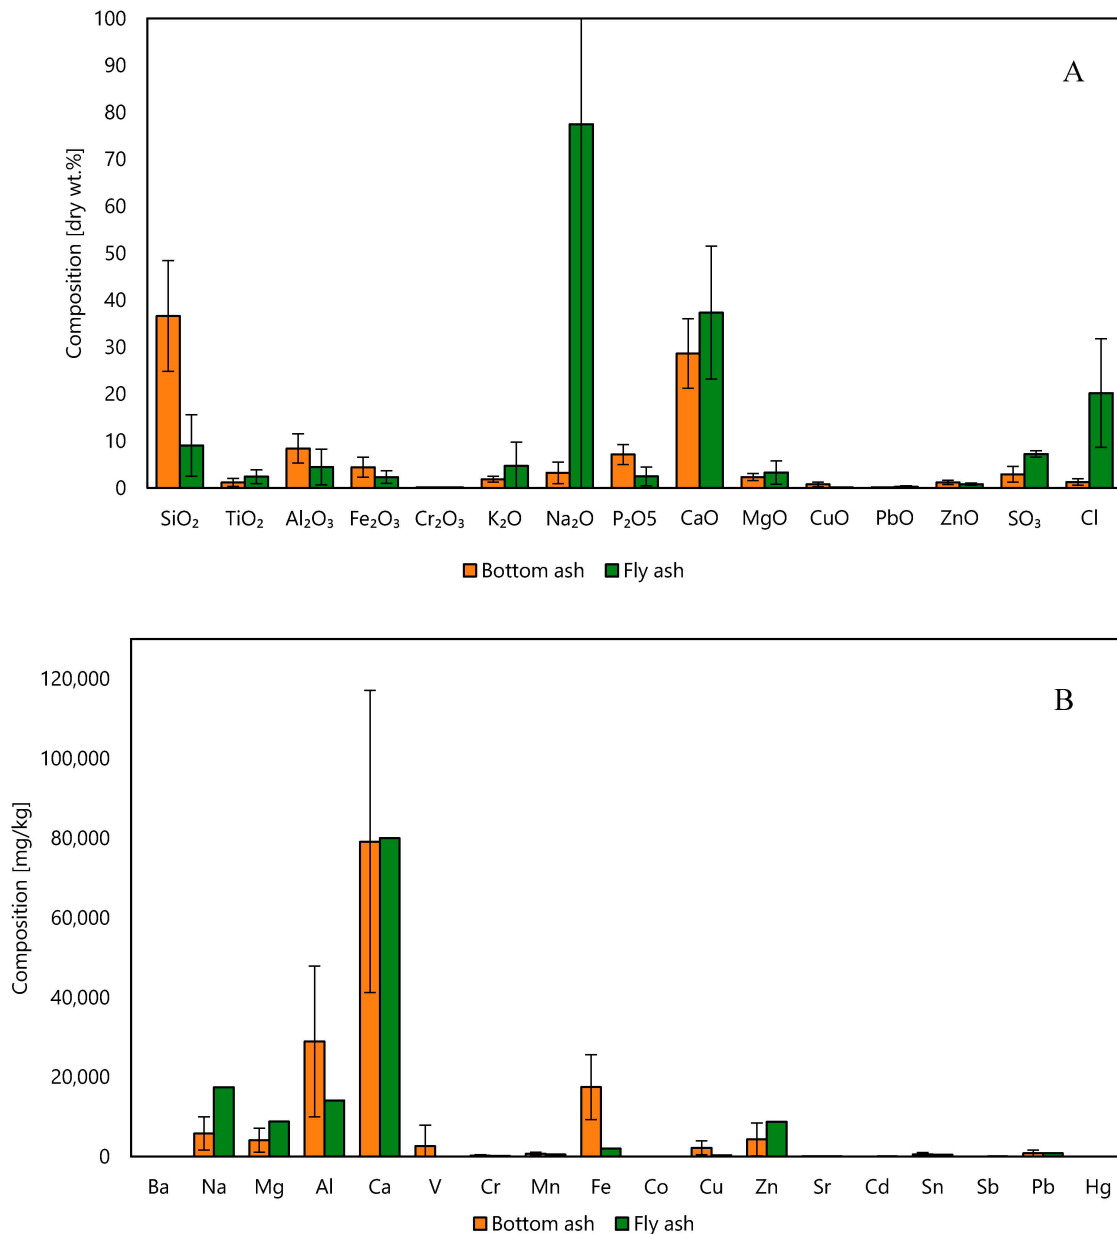 100
A
90
80
70
60
50
40
30
20
10
0
Composition [dry wt.%]
SiO₂ TiO₂ Al₂O₃ Fe₂O₃ Cr₂O₃ K₂O Na₂O P₂O5 CaO MgO CuO PbO ZnO SO₃ Cl
Bottom ash Fly ash
B
120,000
100,000
80,000
60,000
40,000
20,000
0
Composition [mg/kg]
Ba Na Mg Al Ca V Cr Mn Fe Co Cu Zn Sr Cd Sn Sb Pb Hg
Bottom ash Fly ash